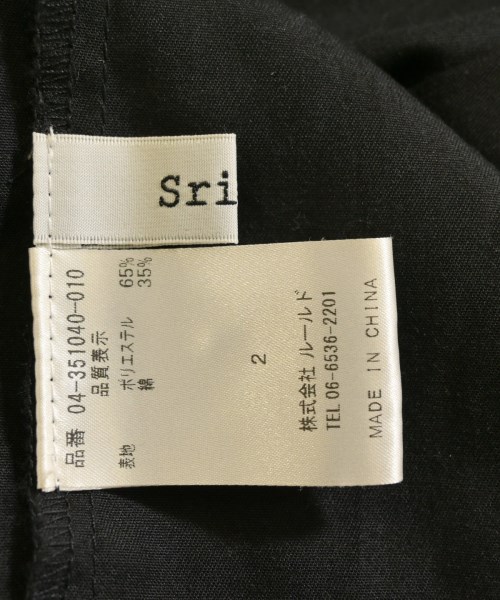 Sri
品番 04-351040-010
品質表示
表地 ポリエステル 65%
綿 35%
2
株式会社 ルールド
TEL 06-6536-2201
MADE IN CHINA